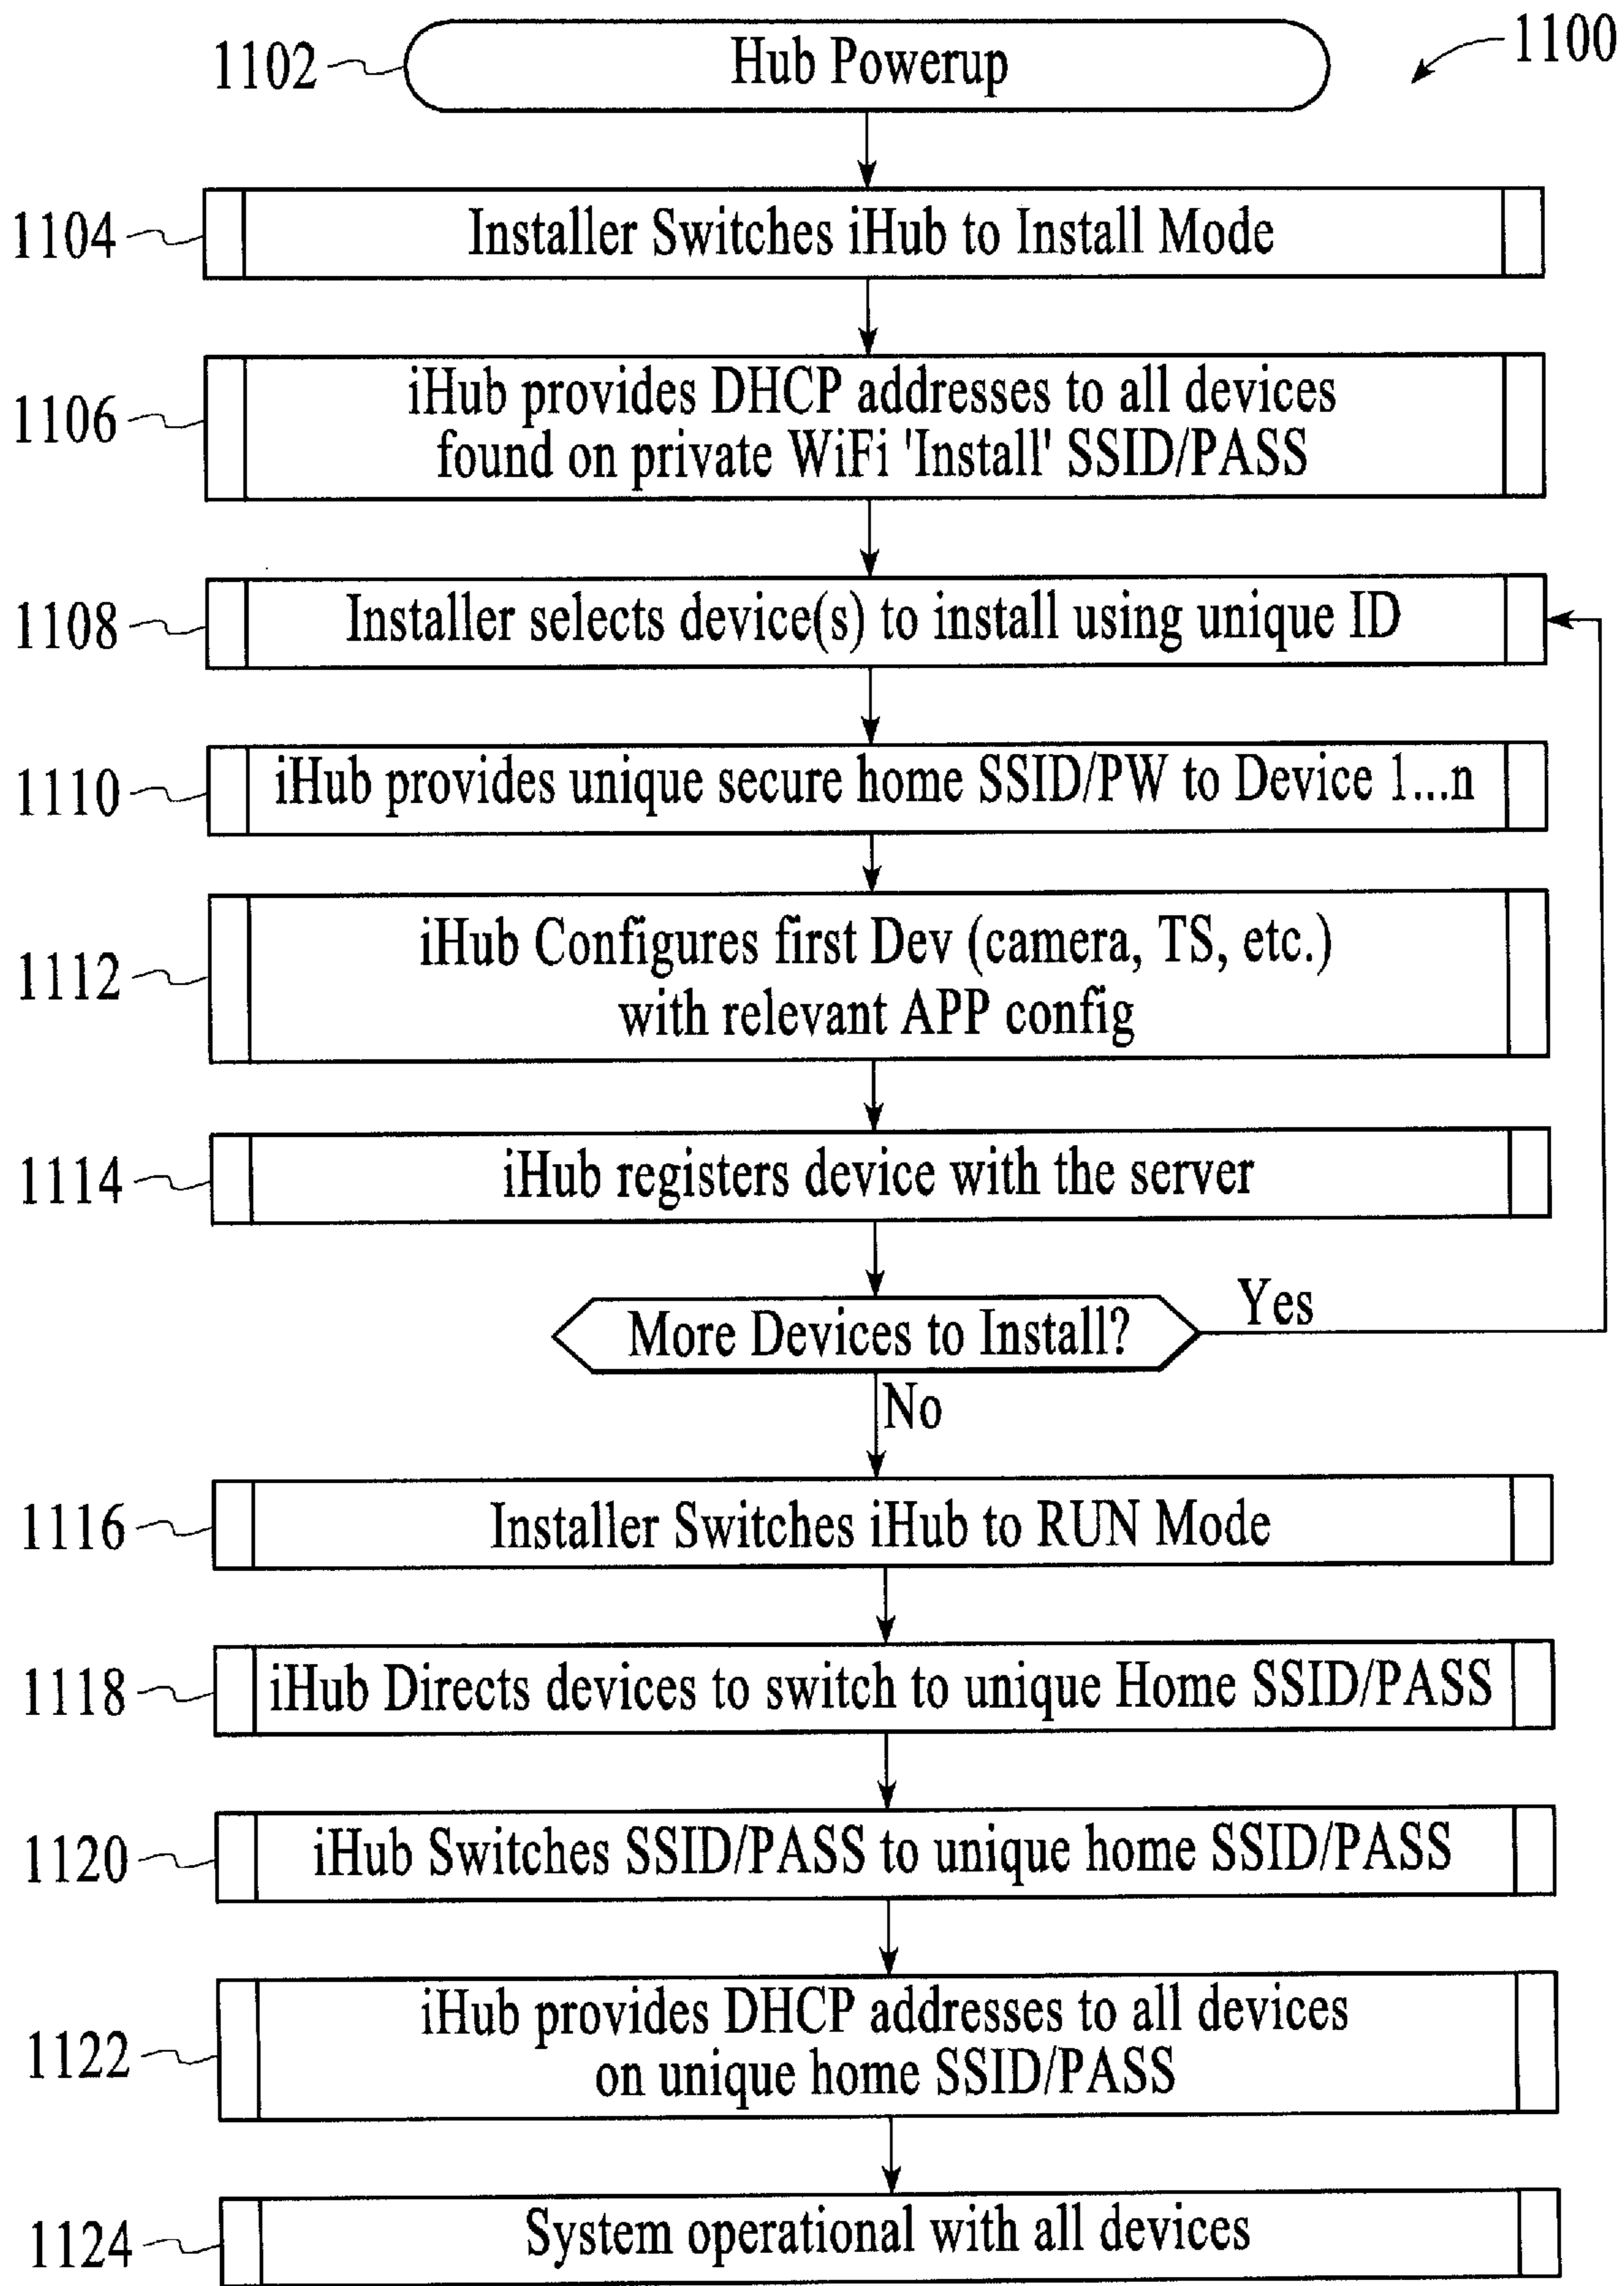 1100
1102
Hub Powerup
1104
Installer Switches iHub to Install Mode
1106
iHub provides DHCP addresses to all devices
found on private WiFi 'Install' SSID/PASS
1108
Installer selects device(s) to install using unique ID
1110
iHub provides unique secure home SSID/PW to Device 1...n
1112
iHub Configures first Dev (camera, TS, etc.)
with relevant APP config
1114
iHub registers device with the server
More Devices to Install?
Yes
No
1116
Installer Switches iHub to RUN Mode
1118
iHub Directs devices to switch to unique Home SSID/PASS
1120
iHub Switches SSID/PASS to unique home SSID/PASS
1122
iHub provides DHCP addresses to all devices
on unique home SSID/PASS
1124
System operational with all devices